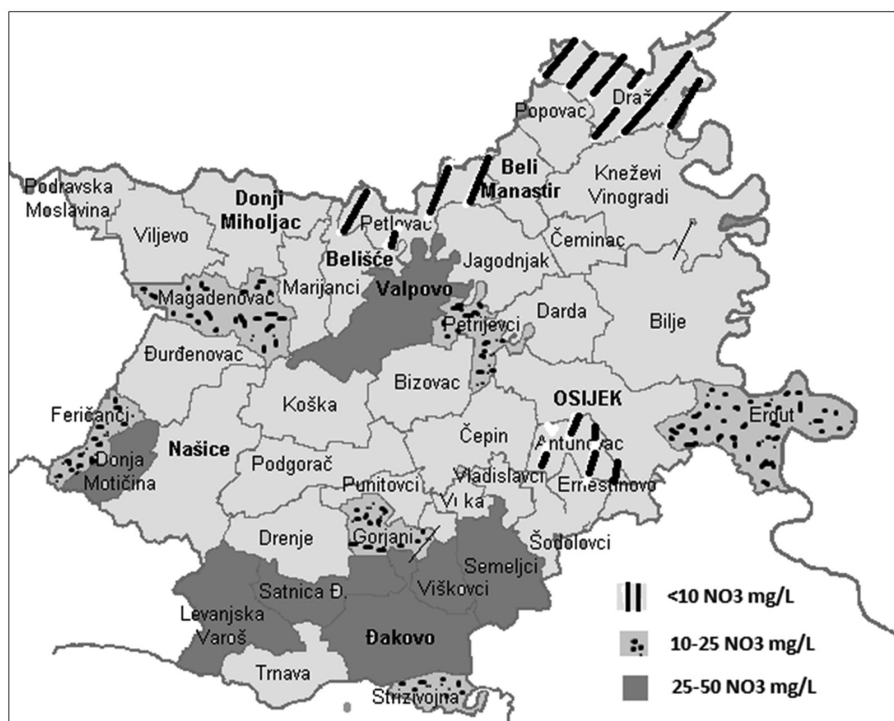 Draž
Popovac
Beli
Manastir
Kneževi
Vinogradi
Podravska
Moslavina
Donji
Miholjac
Petlovac
Viljevo
Čeminac
Belišće
Jagodnjak
Marijanci
Valpovo
Magadenovac
Petrijevci
Darda
Bilje
Đurđenovac
Bizovac
Koška
OSIJEK
Erdut
Feričanci
Čepin
Antunovac
Našice
Donja
Motičina
Podgorač
Vladislavci
Punitovci
Ernestinovo
Vuka
Drenje
Gorjani
Šodolovci
Semeljci
Satnica Đ.
Viškovci
Levanjska
Varoš
Đakovo
Trnava
Strizivojna
<10 NO3 mg/L
10-25 NO3 mg/L
25-50 NO3 mg/L